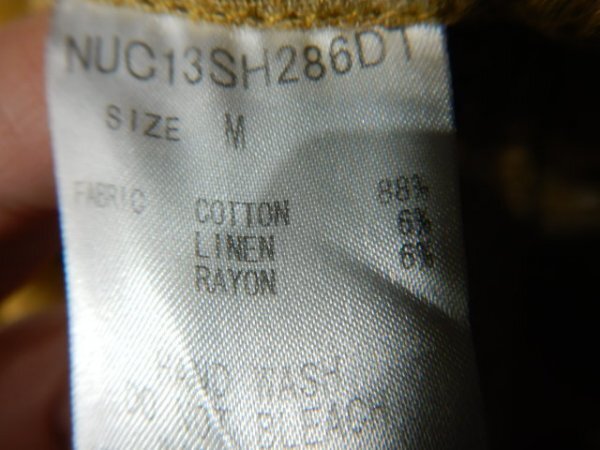 NUC13SH286DT
SIZE M
FABRIC COTTON 88%
LINEN 6%
RAYON 6%
HAND WASH
DO NOT BLEACH